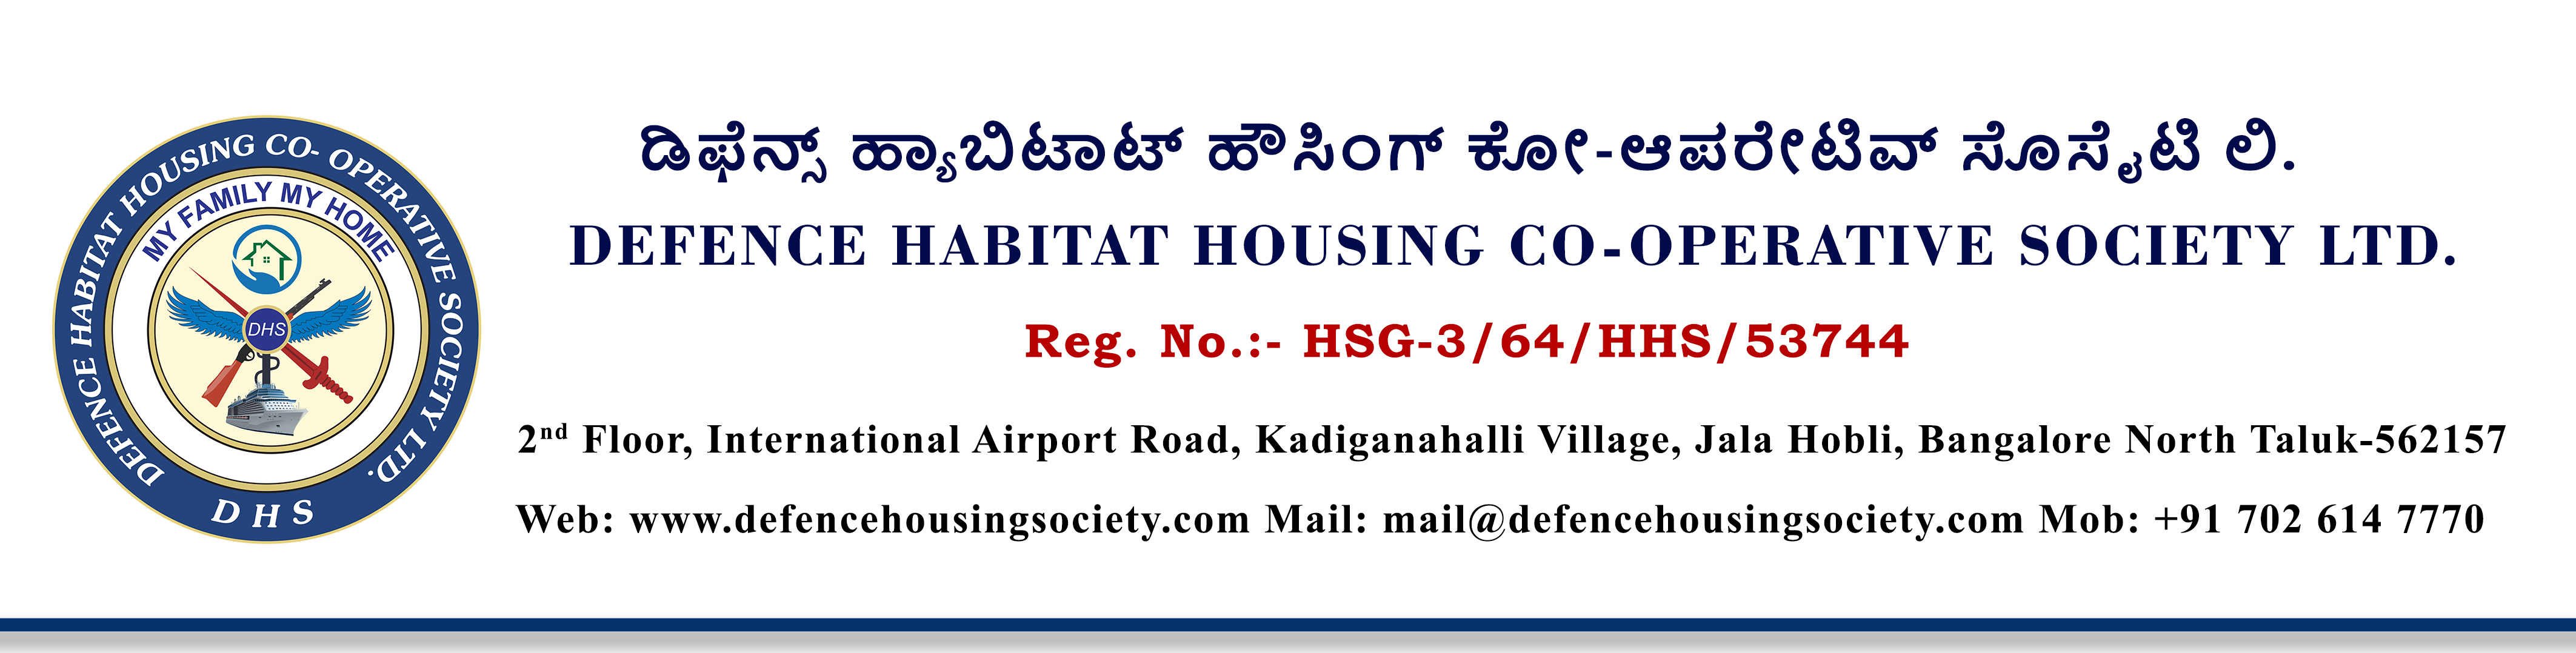 DEFENCE HABITAT HOUSING CO- OPERATIVE SOCIETY LTD.
MY FAMILY MY HOME
DHS
D H S
ಡಿಫೆನ್ಸ್ ಹ್ಯಾಬಿಟಾಟ್ ಹೌಸಿಂಗ್ ಕೋ-ಆಪರೇಟಿವ್ ಸೊಸೈಟಿ ಲಿ.
DEFENCE HABITAT HOUSING CO-OPERATIVE SOCIETY LTD.
Reg. No.:- HSG-3/64/HHS/53744
2nd Floor, International Airport Road, Kadiganahalli Village, Jala Hobli, Bangalore North Taluk-562157
Web: www.defencehousingsociety.com Mail: mail@defencehousingsociety.com Mob: +91 702 614 7770